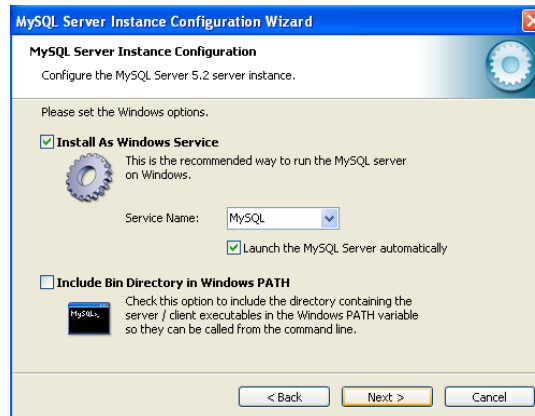 MySQL Server Instance Configuration Wizard
MySQL Server Instance Configuration
Configure the MySQL Server 5.2 server instance.
Please set the Windows options.
Install As Windows Service
This is the recommended way to run the MySQL server
on Windows.
Service Name: MySQL
Launch the MySQL Server automatically
Include Bin Directory in Windows PATH
MySQL>
Check this option to include the directory containing the
server / client executables in the Windows PATH variable
so they can be called from the command line.
< Back Next > Cancel